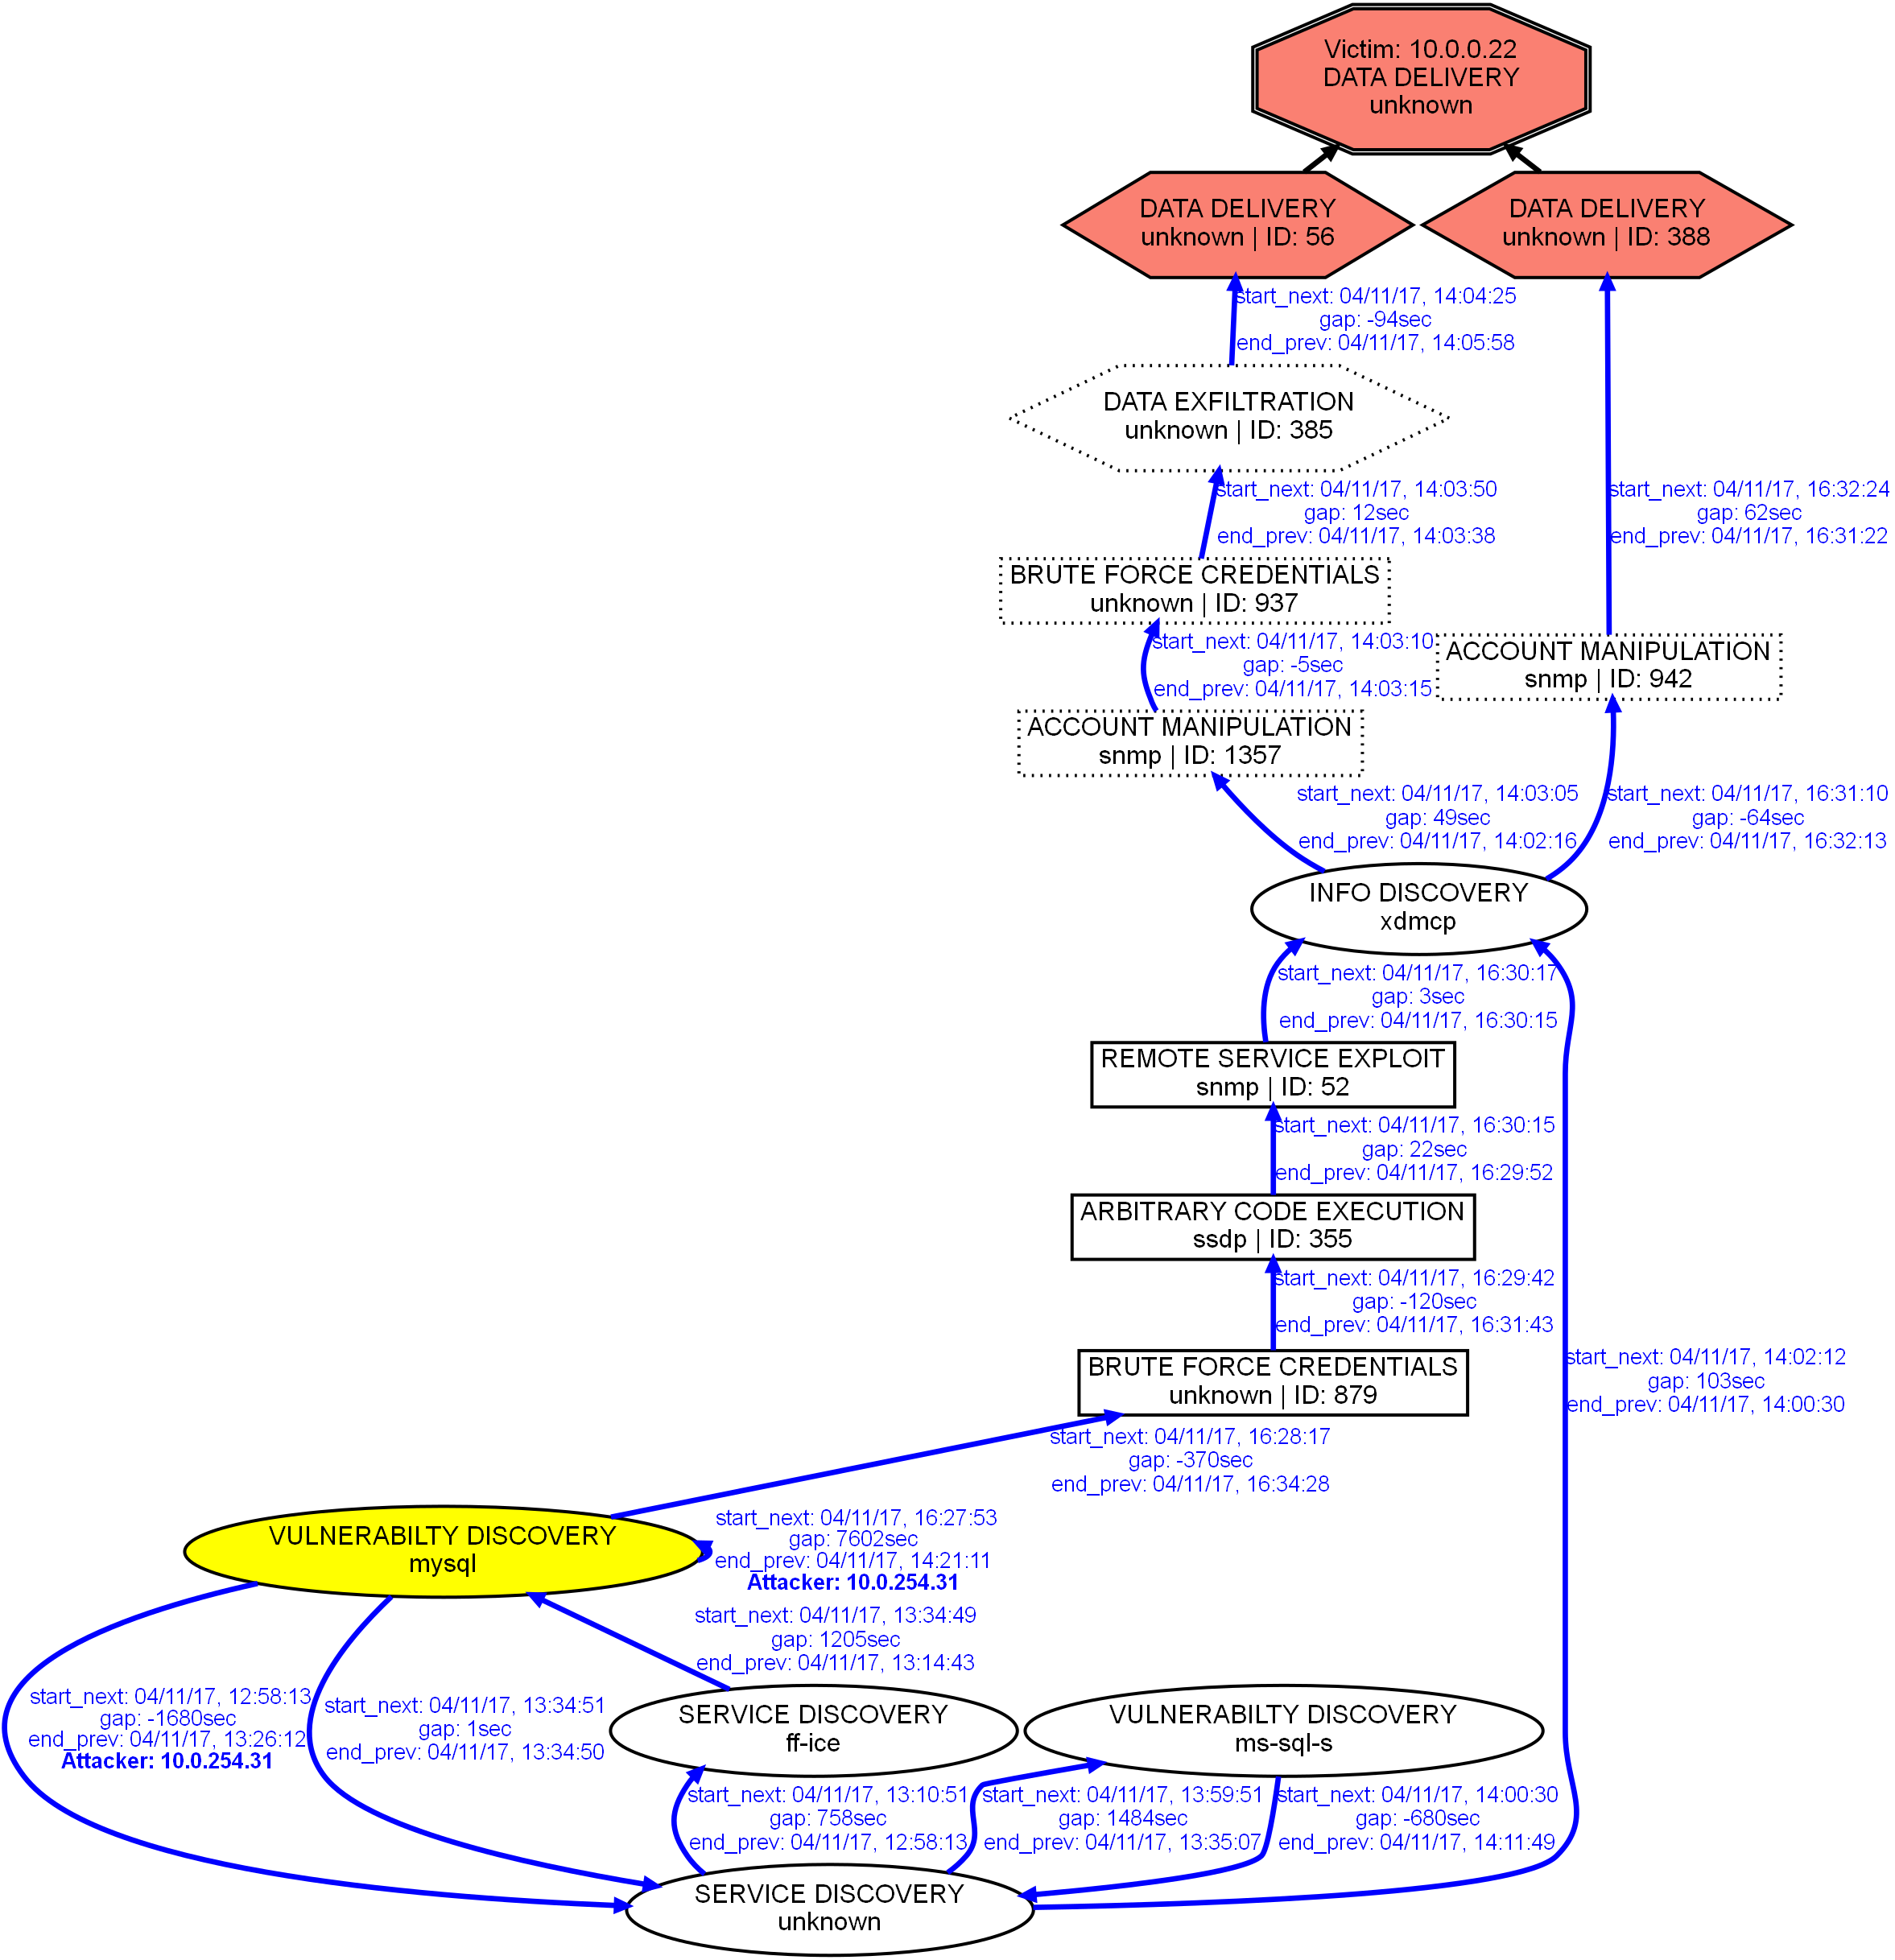 Victim: 10.0.0.22
DATA DELIVERY
unknown
DATA DELIVERY
unknown | ID: 56
DATA DELIVERY
unknown | ID: 388
start_next: 04/11/17, 14:04:25
gap: -94sec
end_prev: 04/11/17, 14:05:58
DATA EXFILTRATION
unknown | ID: 385
start_next: 04/11/17, 14:03:50
gap: 12sec
end_prev: 04/11/17, 14:03:38
start_next: 04/11/17, 16:32:24
gap: 62sec
end_prev: 04/11/17, 16:31:22
BRUTE FORCE CREDENTIALS
unknown | ID: 937
start_next: 04/11/17, 14:03:10
gap: -5sec
end_prev: 04/11/17, 14:03:15
ACCOUNT MANIPULATION
snmp | ID: 942
ACCOUNT MANIPULATION
snmp | ID: 1357
start_next: 04/11/17, 14:03:05
gap: 49sec
end_prev: 04/11/17, 14:02:16
start_next: 04/11/17, 16:31:10
gap: -64sec
end_prev: 04/11/17, 16:32:13
INFO DISCOVERY
xdmcp
start_next: 04/11/17, 16:30:17
gap: 3sec
end_prev: 04/11/17, 16:30:15
REMOTE SERVICE EXPLOIT
snmp | ID: 52
start_next: 04/11/17, 16:30:15
gap: 22sec
end_prev: 04/11/17, 16:29:52
ARBITRARY CODE EXECUTION
ssdp | ID: 355
start_next: 04/11/17, 16:29:42
gap: -120sec
end_prev: 04/11/17, 16:31:43
start_next: 04/11/17, 14:02:12
gap: 103sec
end_prev: 04/11/17, 14:00:30
BRUTE FORCE CREDENTIALS
unknown | ID: 879
start_next: 04/11/17, 16:28:17
gap: -370sec
end_prev: 04/11/17, 16:34:28
VULNERABILTY DISCOVERY
mysql
start_next: 04/11/17, 16:27:53
gap: 7602sec
end_prev: 04/11/17, 14:21:11
Attacker: 10.0.254.31
start_next: 04/11/17, 13:34:49
gap: 1205sec
end_prev: 04/11/17, 13:14:43
start_next: 04/11/17, 12:58:13
gap: -1680sec
end_prev: 04/11/17, 13:26:12
Attacker: 10.0.254.31
start_next: 04/11/17, 13:34:51
gap: 1sec
end_prev: 04/11/17, 13:34:50
SERVICE DISCOVERY
ff-ice
VULNERABILTY DISCOVERY
ms-sql-s
start_next: 04/11/17, 13:10:51
gap: 758sec
end_prev: 04/11/17, 12:58:13
start_next: 04/11/17, 13:59:51
gap: 1484sec
end_prev: 04/11/17, 13:35:07
start_next: 04/11/17, 14:00:30
gap: -680sec
end_prev: 04/11/17, 14:11:49
SERVICE DISCOVERY
unknown